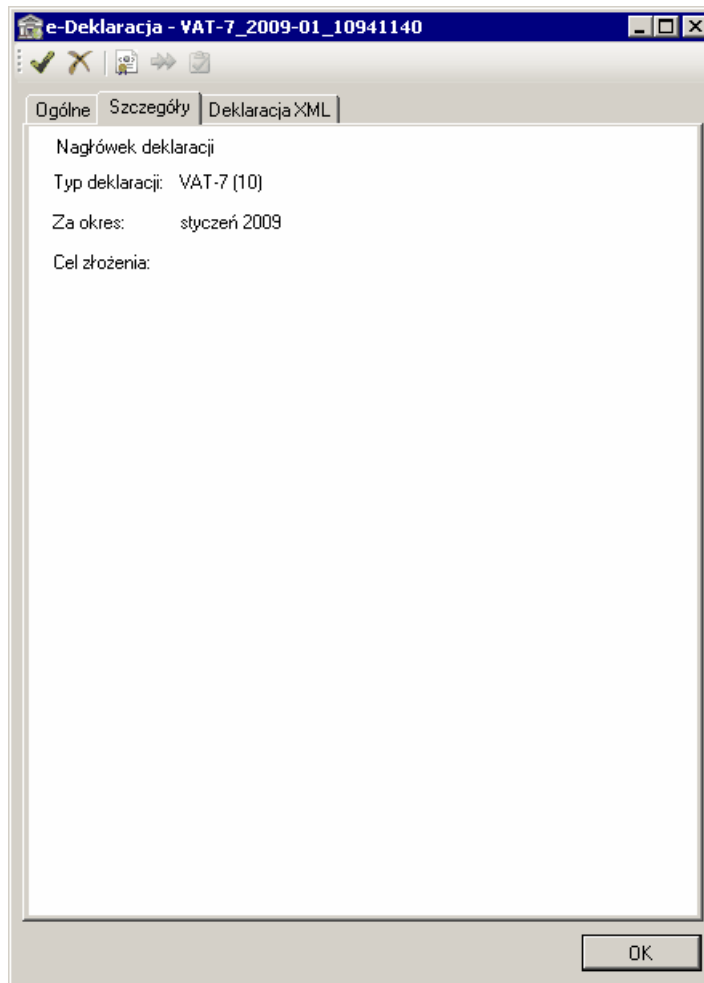 e-Deklaracja - VAT-7_2009-01_10941140
Ogólne Szczegóły Deklaracja XML
Nagłówek deklaracji
Typ deklaracji: VAT-7 (10)
Za okres: styczeń 2009
Cel złożenia:
OK